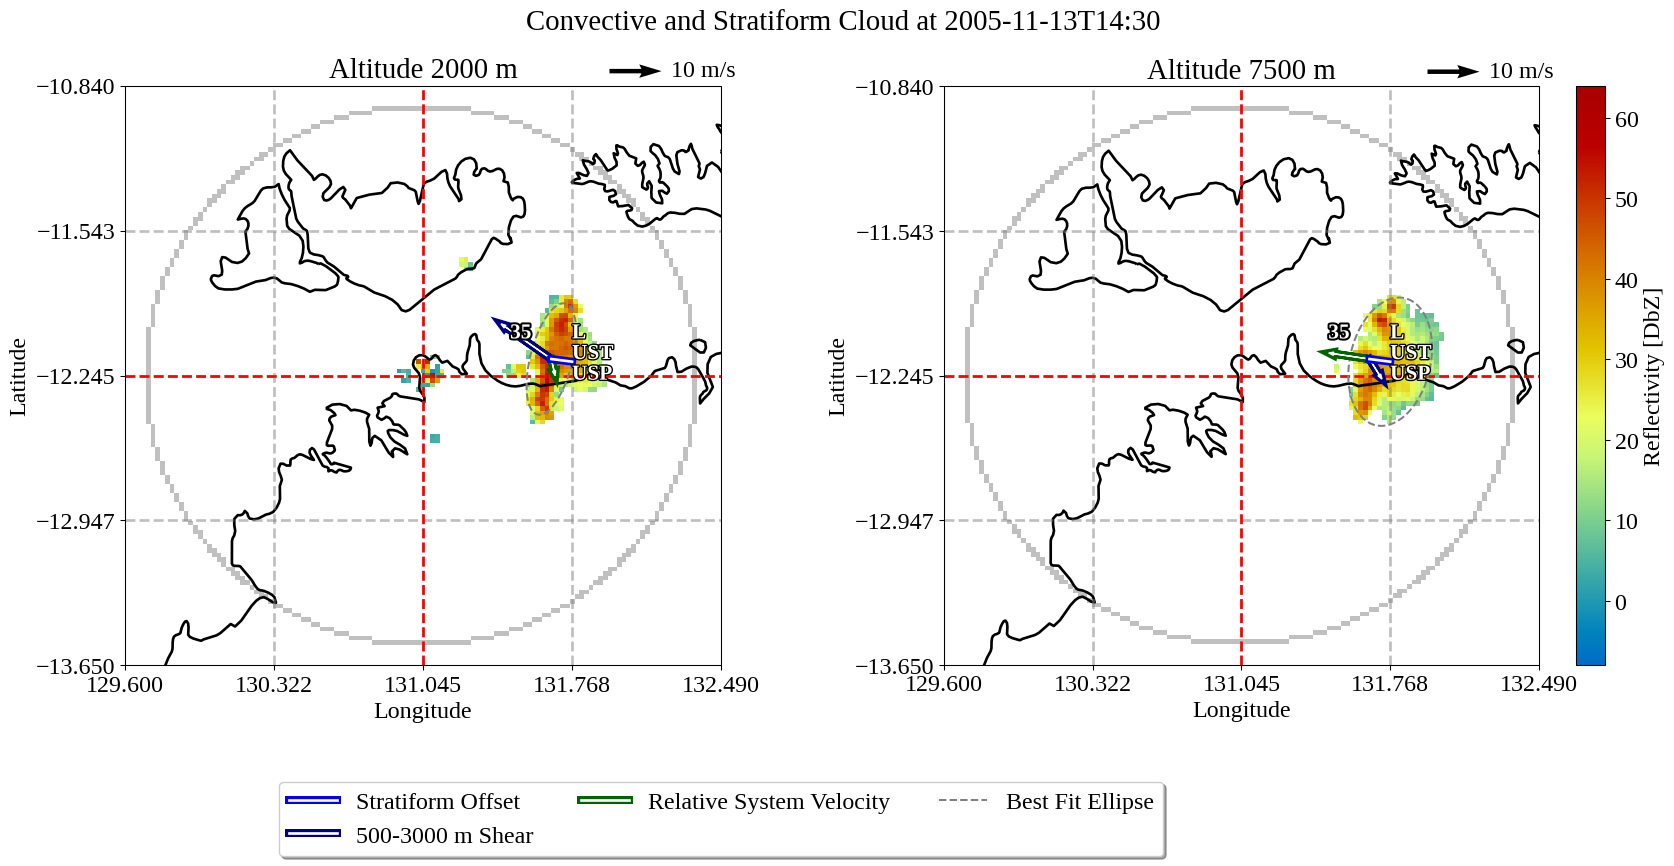 Convective and Stratiform Cloud at 2005-11-13T14:30
Altitude 2000 m
10 m/s
−10.840
−11.543
−12.245
−12.947
−13.650
Latitude
129.600
130.322
131.045
131.768
132.490
Longitude
35
L
UST
USP
Altitude 7500 m
10 m/s
−10.840
−11.543
−12.245
−12.947
−13.650
Latitude
129.600
130.322
131.045
131.768
132.490
Longitude
35
L
UST
USP
60
50
40
30
20
10
0
Reflectivity [DbZ]
Stratiform Offset
500-3000 m Shear
Relative System Velocity
Best Fit Ellipse